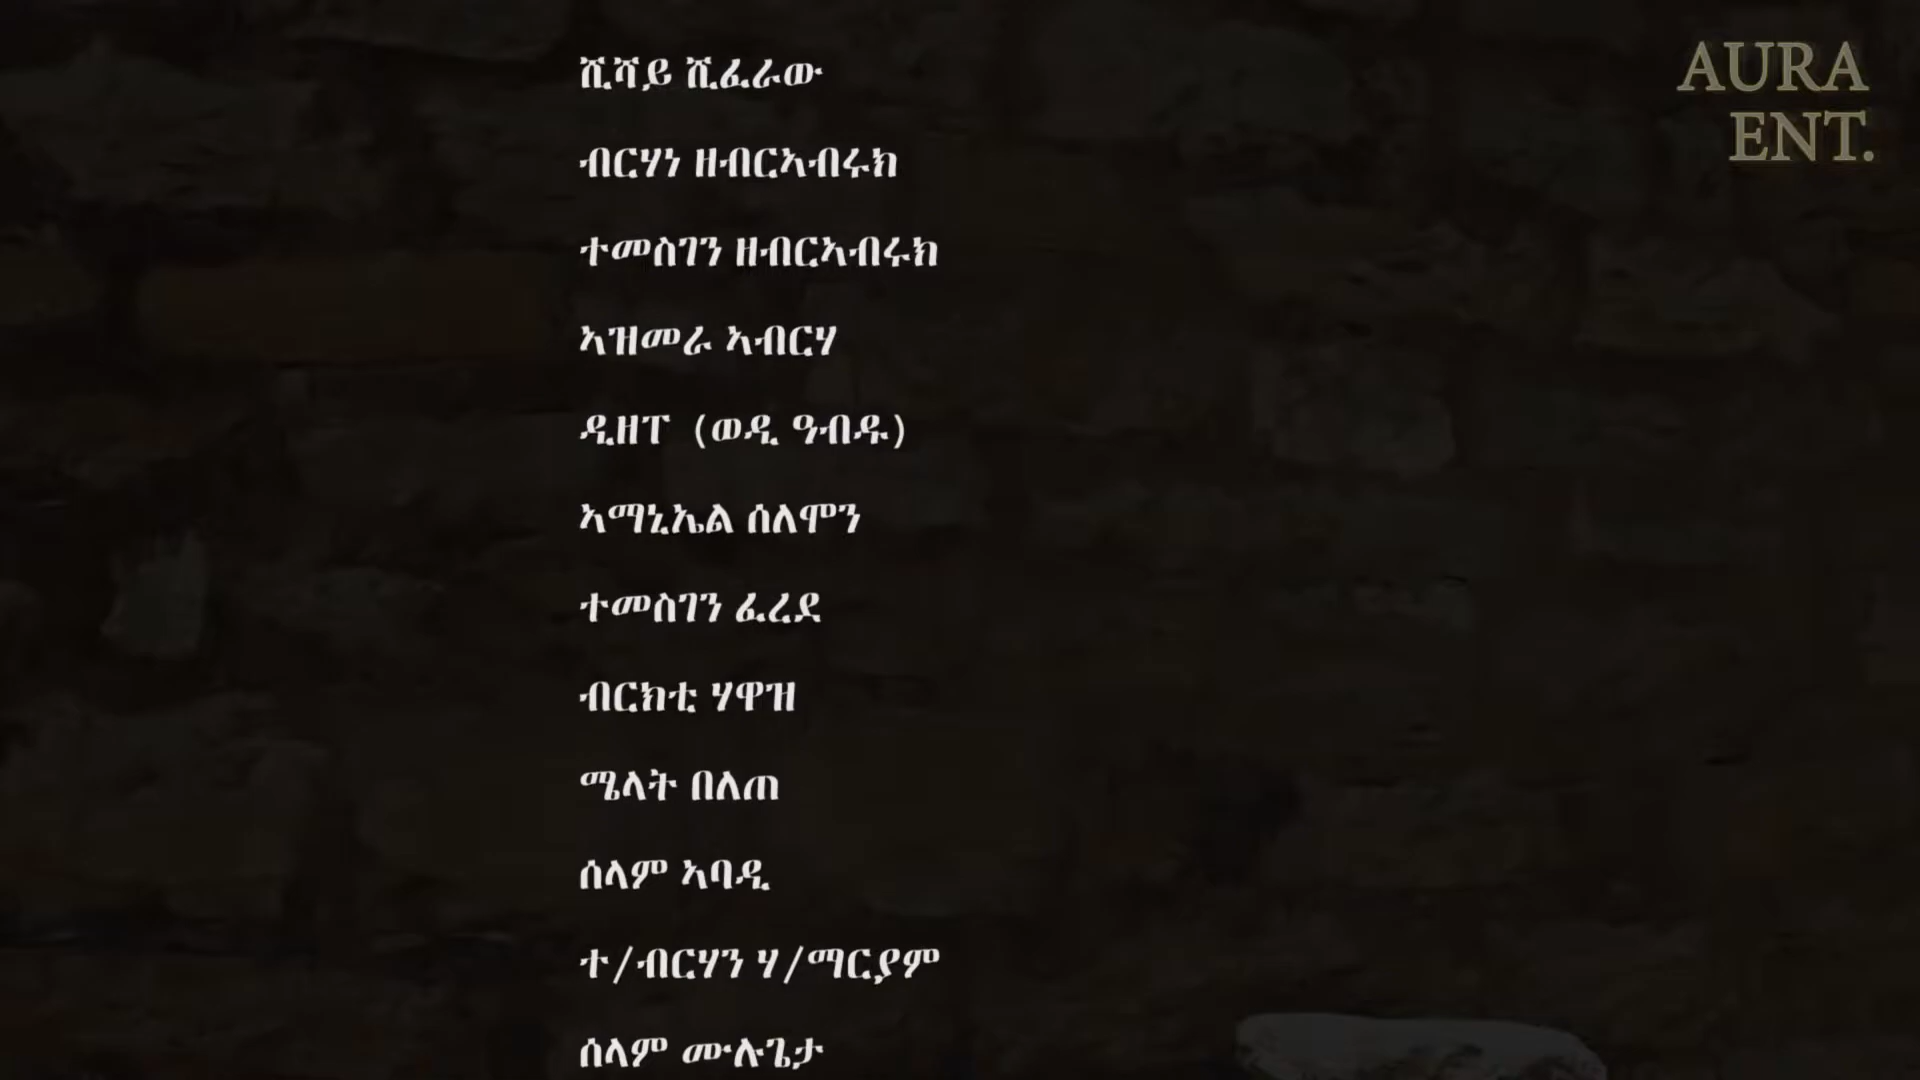 ሺሻይ ሺፈራው
AURA
ENT.
ብርሃነ ዘብርኣብሩክ
ተመስገን ዘብርኣብሩክ
ኣዝመራ ኣብርሃ
ዲዘፐ (ወዲ ዓብዱ)
ኣማኒኤል ሰለሞን
ተመስገን ፈረደ
ብርክቲ ሃዋዝ
ሜላት በለጠ
ሰላም ኣባዲ
ተ/ብርሃን ሃ/ማርያም
ሰላም ሙሉጌታ